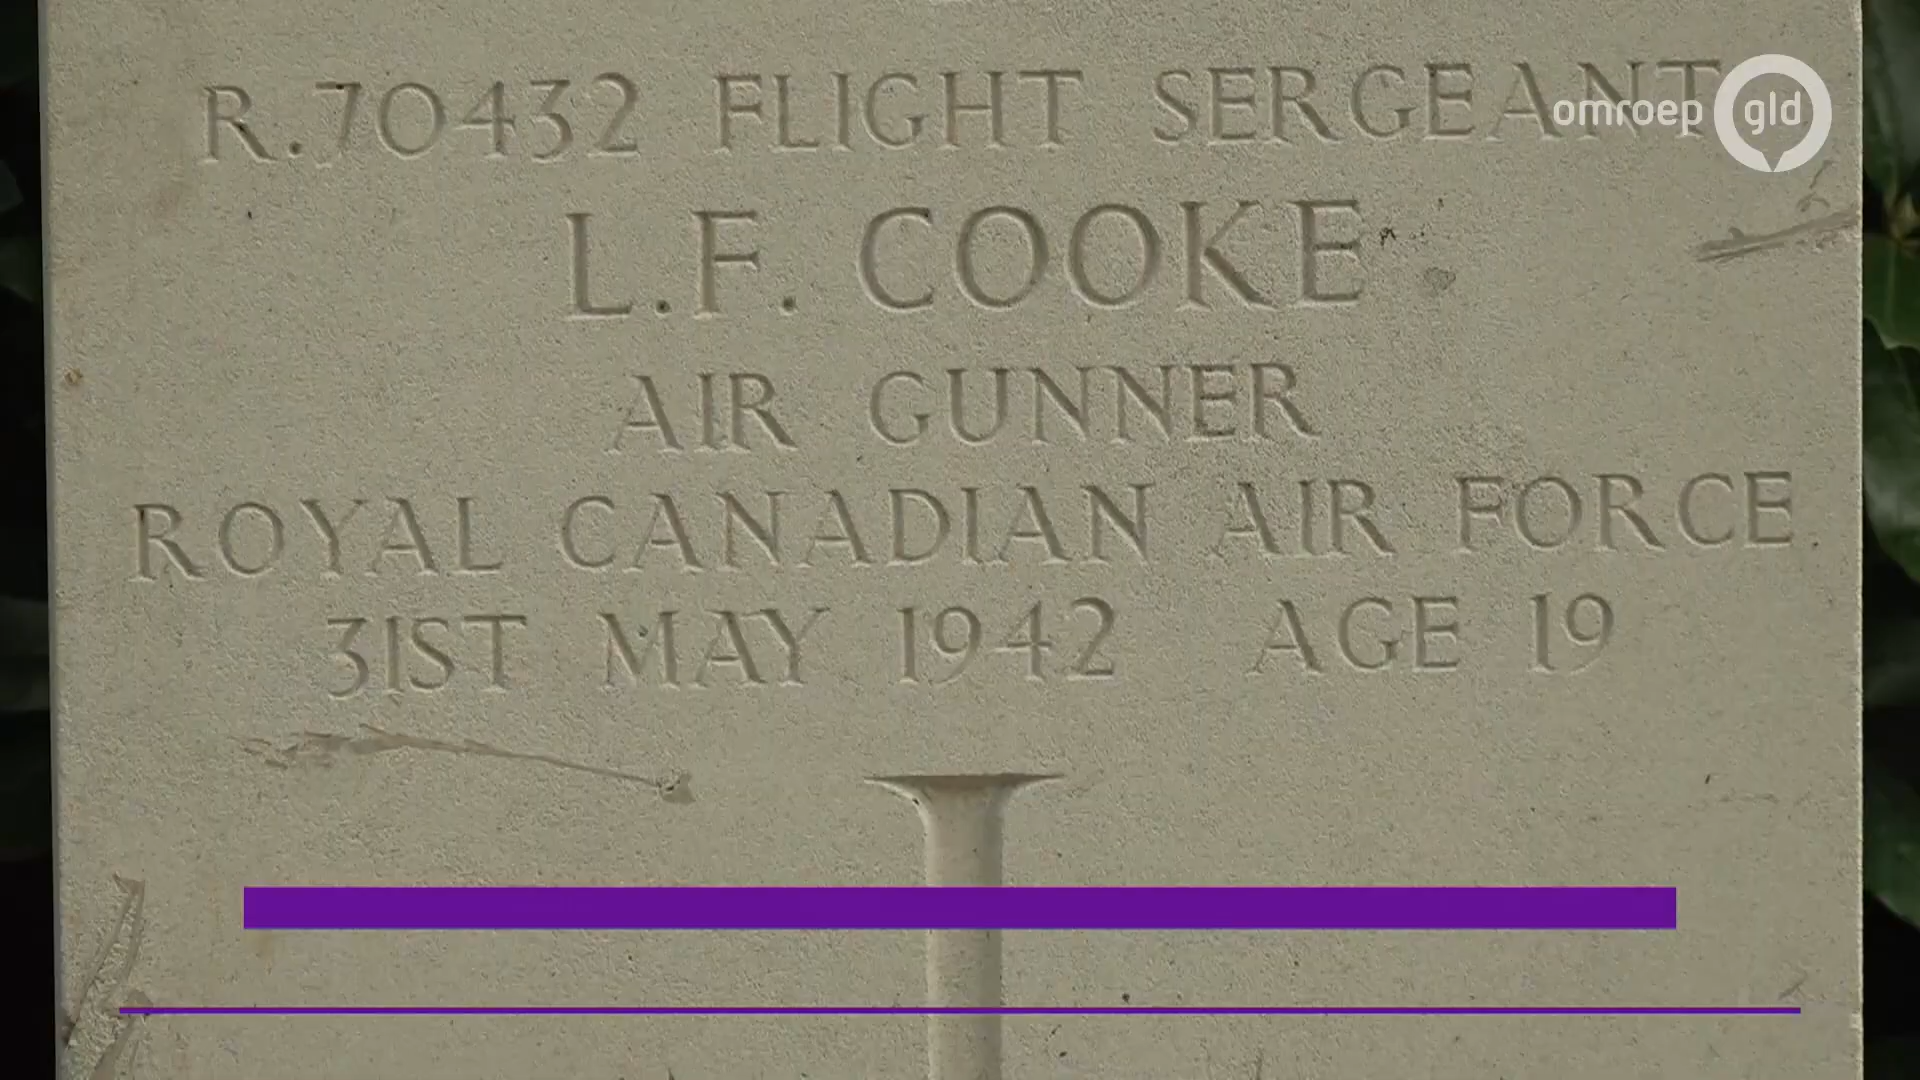 R.70432 FLIGHT SERGEANT
omroep gld
L.F. COOKE
AIR GUNNER
ROYAL CANADIAN AIR FORCE
31ST MAY 1942 AGE 19